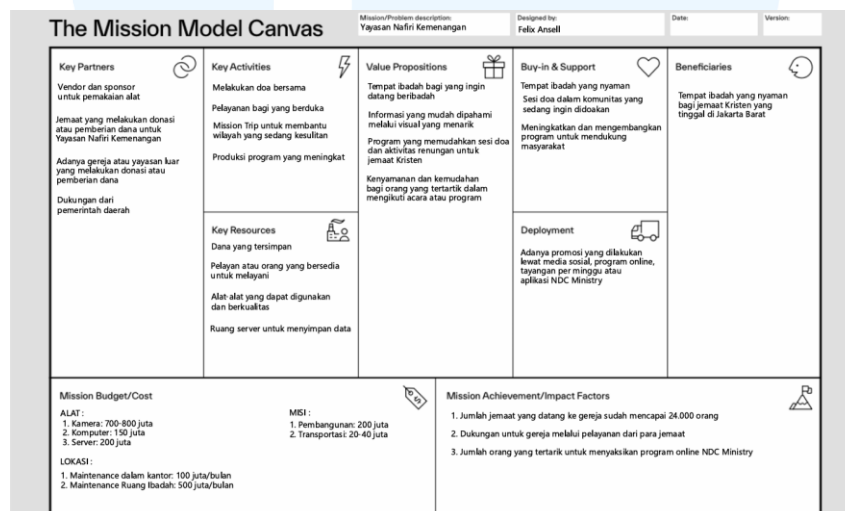 The Mission Model Canvas
Mission/Problem description:
Yayasan Nafiri Kemenangan
Designed by:
Felix Ansell
Date:
Version:
Key Partners
Vendor dan sponsor
untuk pemakaian alat
Jemaat yang melakukan donasi
atau pemberian dana untuk
Yayasan Nafiri Kemenangan
Adanya gereja atau yayasan luar
yang melakukan donasi atau
pemberian dana
Dukungan dari
pemerintah daerah
Key Activities
Melakukan doa bersama
Pelayanan bagi yang berduka
Mission Trip untuk membantu
wilayah yang sedang kesulitan
Produksi program yang meningkat
Key Resources
Dana yang tersimpan
Pelayan atau orang yang bersedia
untuk melayani
Alat-alat yang dapat digunakan
dan berkualitas
Ruang server untuk menyimpan data
Value Propositions
Tempat ibadah bagi yang ingin
datang beribadah
Informasi yang mudah dipahami
melalui visual yang menarik
Program yang memudahkan sesi doa
dan aktivitas renungan untuk
jemaat Kristen
Kenyamanan dan kemudahan
bagi orang yang tertartik dalam
mengikuti acara atau program
Buy-in & Support
Tempat ibadah yang nyaman
Sesi doa dalam komunitas yang
sedang ingin didoakan
Meningkatkan dan mengembangkan
program untuk mendukung
masyarakat
Deployment
Adanya promosi yang dilakukan
lewat media sosial, program online,
tayangan per minggu atau
aplikasi NDC Ministry
Beneficiaries
Tempat ibadah yang nyaman
bagi jemaat Kristen yang
tinggal di Jakarta Barat
Mission Budget/Cost
ALAT :
1. Kamera: 700-800 juta
2. Komputer: 150 juta
3. Server: 200 juta
LOKASI :
1. Maintenance dalam kantor: 100 juta/bulan
2. Maintenance Ruang Ibadah: 500 juta/bulan
MISI :
1. Pembangunan: 200 juta
2. Transportasi: 20-40 juta
Mission Achievement/Impact Factors
1. Jumlah jemaat yang datang ke gereja sudah mencapai 24.000 orang
2. Dukungan untuk gereja melalui pelayanan dari para jemaat
3. Jumlah orang yang tertarik untuk menyaksikan program online NDC Ministry